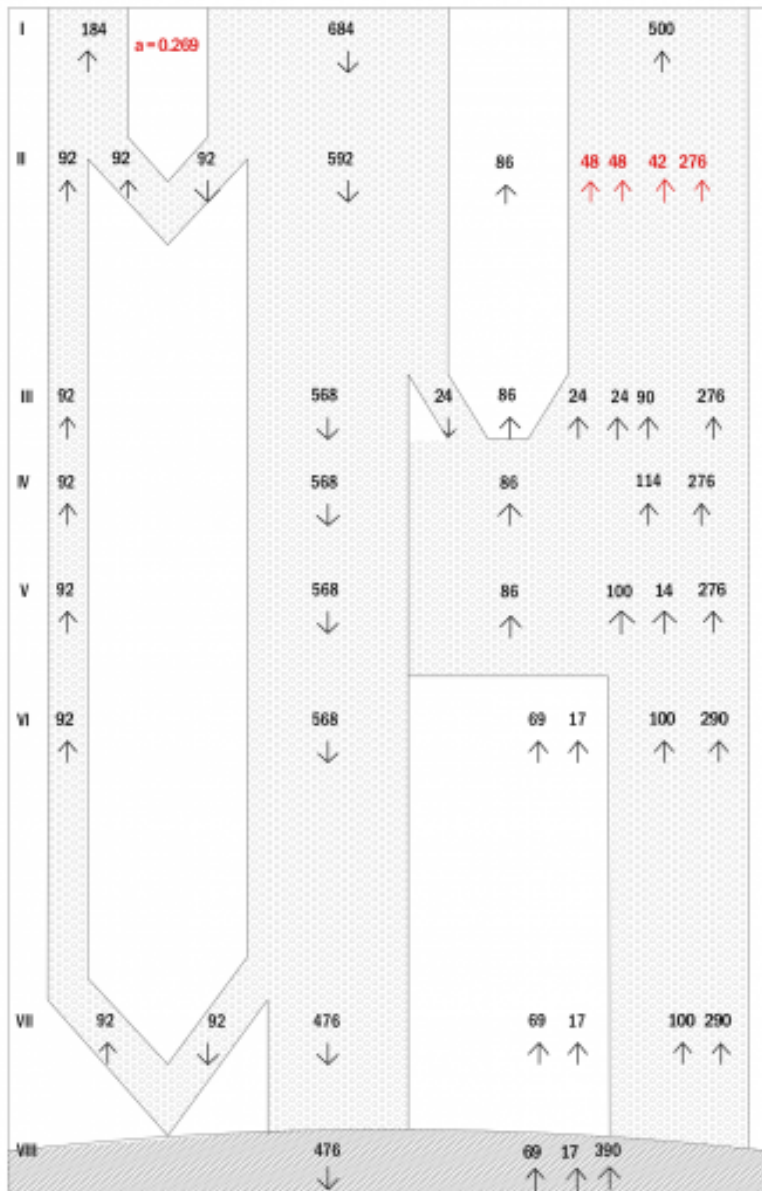 I 184 a = 0.269 684 500
II 92 92 92 592 86 48 48 42 276
III 92 568 24 86 24 24 90 276
IV 92 568 86 114 276
V 92 568 86 100 14 276
VI 92 568 69 17 100 290
VII 92 92 476 69 17 100 290
VIII 476 69 17 390